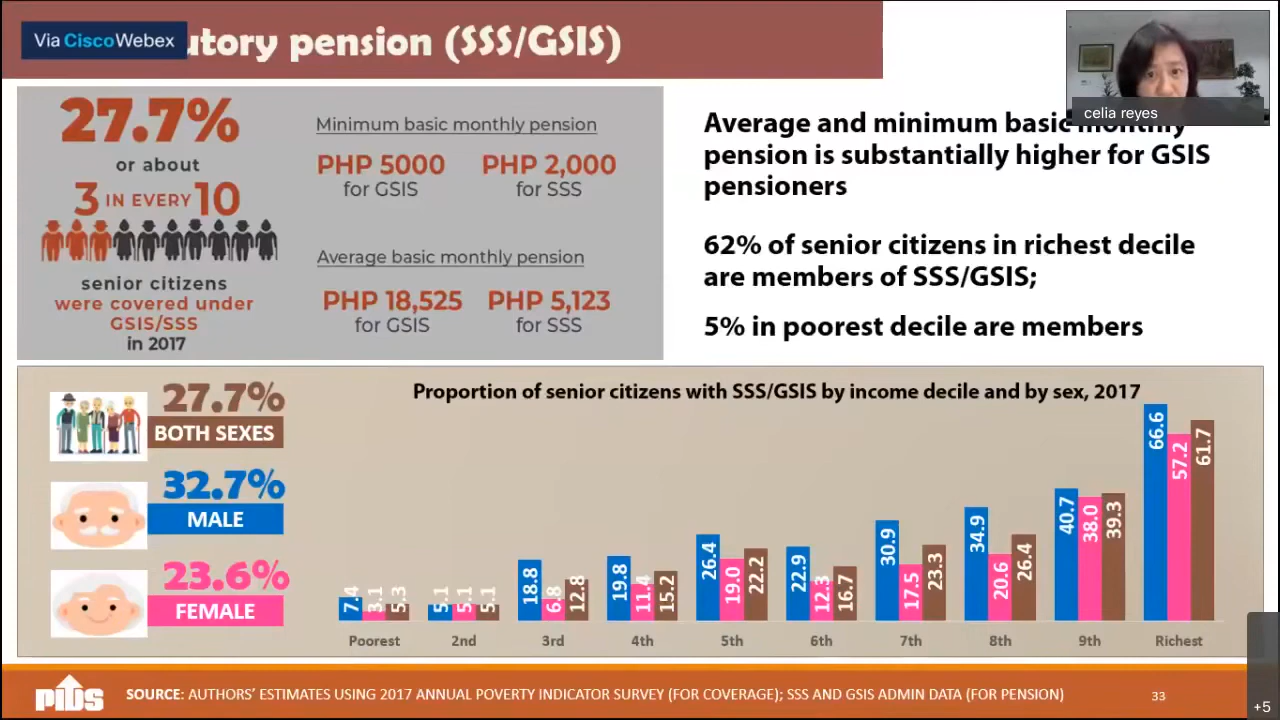 Via Cisco Webex
utory pension (SSS/GSIS)
celia reyes
27.7%
or about
3 IN EVERY 10
senior citizens
were covered under
GSIS/SSS
in 2017
Minimum basic monthly pension
PHP 5000 PHP 2,000
for GSIS for SSS
Average basic monthly pension
PHP 18,525 PHP 5,123
for GSIS for SSS
Average and minimum basic monthly
pension is substantially higher for GSIS
pensioners
62% of senior citizens in richest decile
are members of SSS/GSIS;
5% in poorest decile are members
27.7%
BOTH SEXES
32.7%
MALE
23.6%
FEMALE
Proportion of senior citizens with SSS/GSIS by income decile and by sex, 2017
7.4 3.1 5.3
5.1 5.1 5.1
18.8 6.8 12.8
19.8 11.4 15.2
26.4 19.0 22.2
22.9 12.3 16.7
30.9 17.5 23.3
34.9 20.6 26.4
40.7 38.0 39.3
66.6 57.2 61.7
Poorest 2nd 3rd 4th 5th 6th 7th 8th 9th Richest
PIDS
SOURCE: AUTHORS' ESTIMATES USING 2017 ANNUAL POVERTY INDICATOR SURVEY (FOR COVERAGE); SSS AND GSIS ADMIN DATA (FOR PENSION)
33
+5